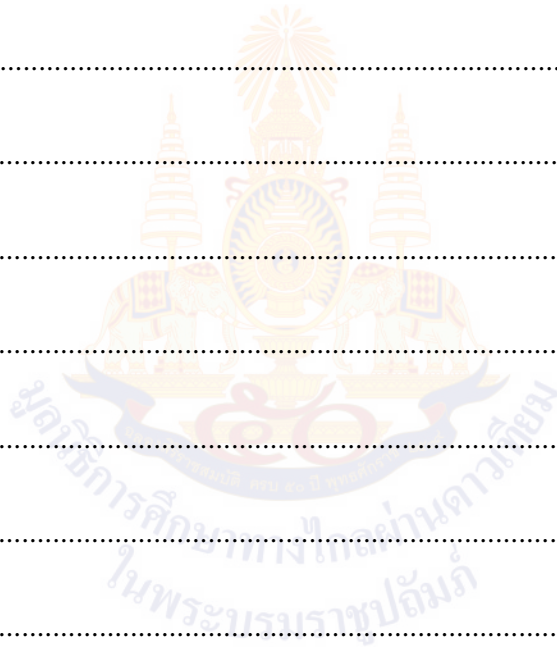 ๕๐
มูลนิธิการศึกษาทางไกลผ่านดาวเทียม
ในพระบรมราชูปถัมภ์